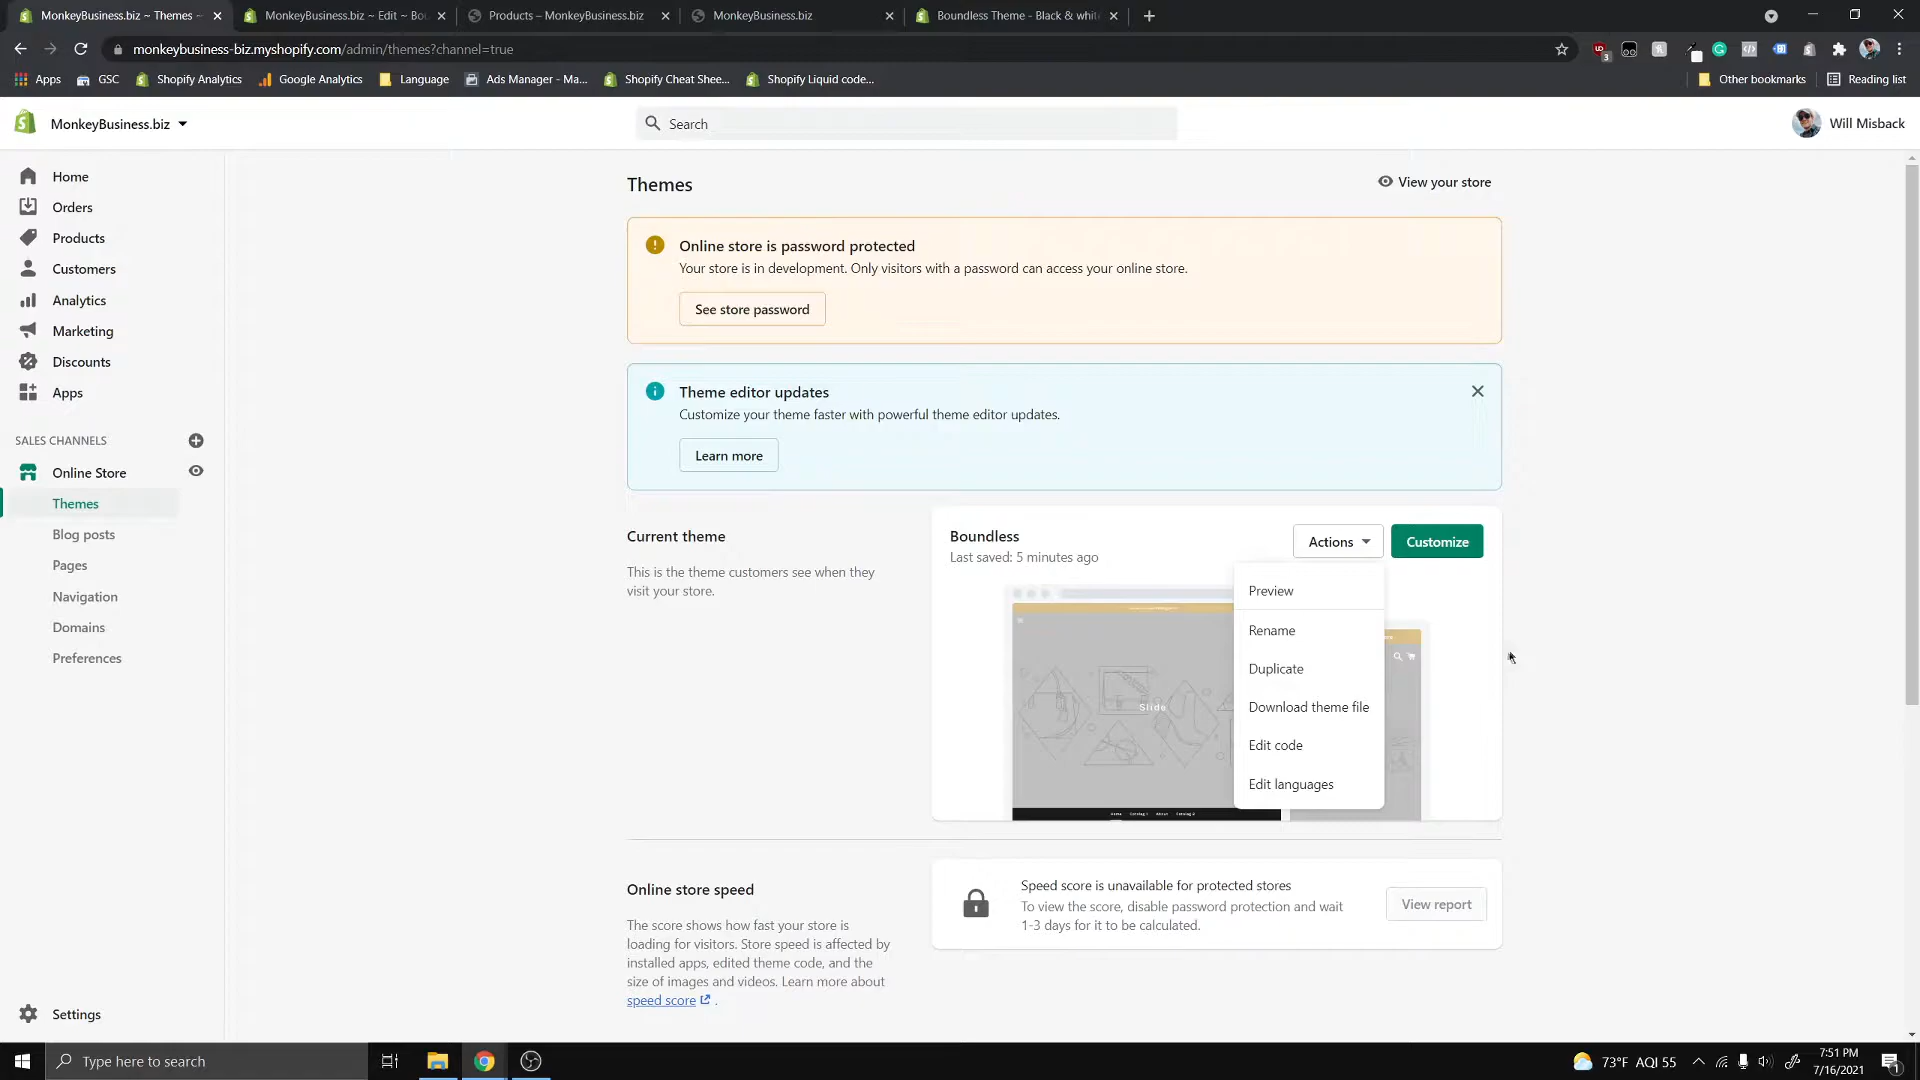 MonkeyBusiness.biz ~ Themes ~
MonkeyBusiness.biz ~ Edit ~ Bou
Products – MonkeyBusiness.biz
MonkeyBusiness.biz
Boundless Theme - Black & white
monkeybusiness-biz.myshopify.com/admin/themes?channel=true
Apps
GSC
Shopify Analytics
Google Analytics
Language
Ads Manager - Ma...
Shopify Cheat Shee...
Shopify Liquid code...
Other bookmarks
Reading list
MonkeyBusiness.biz
Search
Will Misback
Home
Orders
Products
Customers
Analytics
Marketing
Discounts
Apps
SALES CHANNELS
Online Store
Themes
Blog posts
Pages
Navigation
Domains
Preferences
Settings
Themes
View your store
Online store is password protected
Your store is in development. Only visitors with a password can access your online store.
See store password
Theme editor updates
Customize your theme faster with powerful theme editor updates.
Learn more
Current theme
This is the theme customers see when they
visit your store.
Boundless
Last saved: 5 minutes ago
Actions
Customize
Preview
Rename
Duplicate
Download theme file
Edit code
Edit languages
Slide
Home Catalog 1 About Catalog 2
Online store speed
The score shows how fast your store is
loading for visitors. Store speed is affected by
installed apps, edited theme code, and the
size of images and videos. Learn more about
speed score .
Speed score is unavailable for protected stores
To view the score, disable password protection and wait
1-3 days for it to be calculated.
View report
Type here to search
73°F AQI 55
7:51 PM
7/16/2021